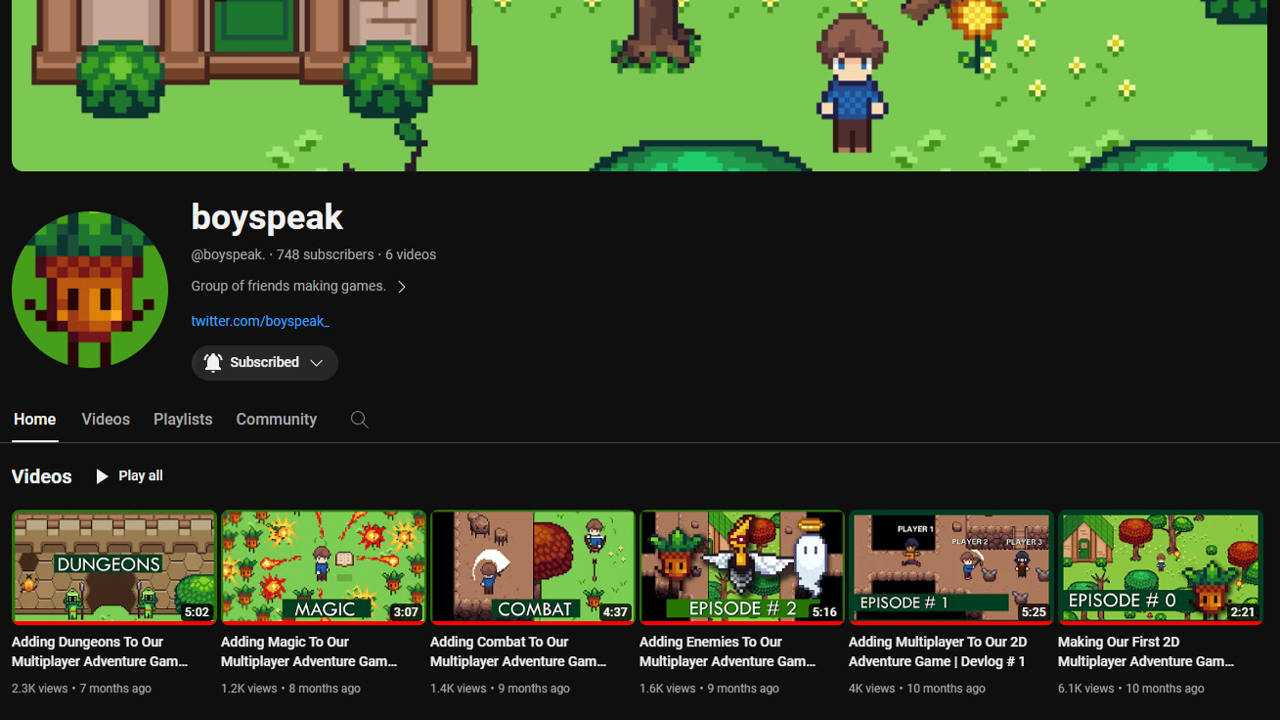 boyspeak
@boyspeak. · 748 subscribers · 6 videos
Group of friends making games.
twitter.com/boyspeak_
Subscribed
Home Videos Playlists Community
Videos Play all
DUNGEONS
5:02
MAGIC
3:07
COMBAT
4:37
EPISODE # 2
5:16
PLAYER 1
PLAYER 2 PLAYER 3
EPISODE # 1
5:25
EPISODE # 0
2:21
Adding Dungeons To Our
Multiplayer Adventure Gam...
2.3K views • 7 months ago
Adding Magic To Our
Multiplayer Adventure Gam...
1.2K views • 8 months ago
Adding Combat To Our
Multiplayer Adventure Gam...
1.4K views • 9 months ago
Adding Enemies To Our
Multiplayer Adventure Gam...
1.6K views • 9 months ago
Adding Multiplayer To Our 2D
Adventure Game | Devlog # 1
4K views • 10 months ago
Making Our First 2D
Multiplayer Adventure Gam...
6.1K views • 10 months ago